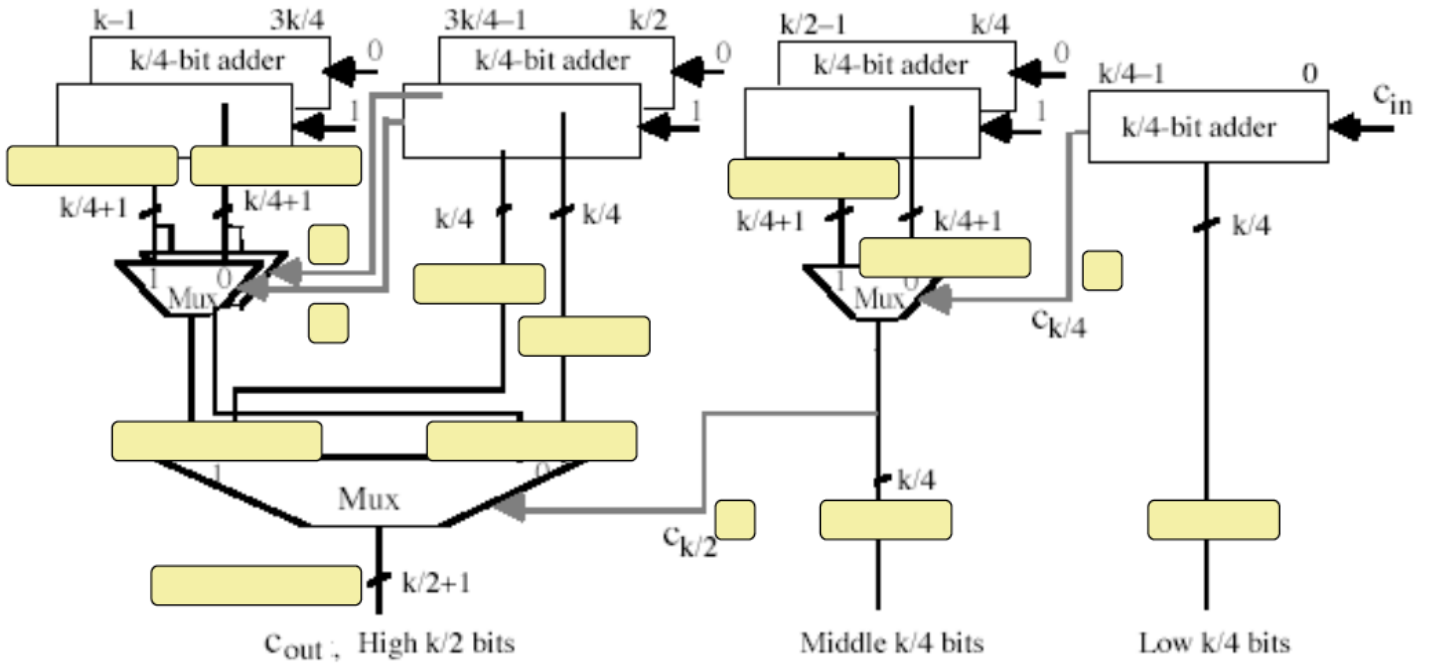 k–1 3k/4 3k/4–1 k/2 k/2–1 k/4
k/4-bit adder 0 k/4-bit adder 0 k/4-bit adder 0 k/4–1 0
1 1 1 k/4-bit adder c_in
k/4+1 k/4+1 k/4 k/4 k/4+1 k/4+1 k/4
1 0 1 0
Mux Mux
c_k/4
1 0
Mux k/4
c_k/2
k/2+1
c_out :, High k/2 bits Middle k/4 bits Low k/4 bits